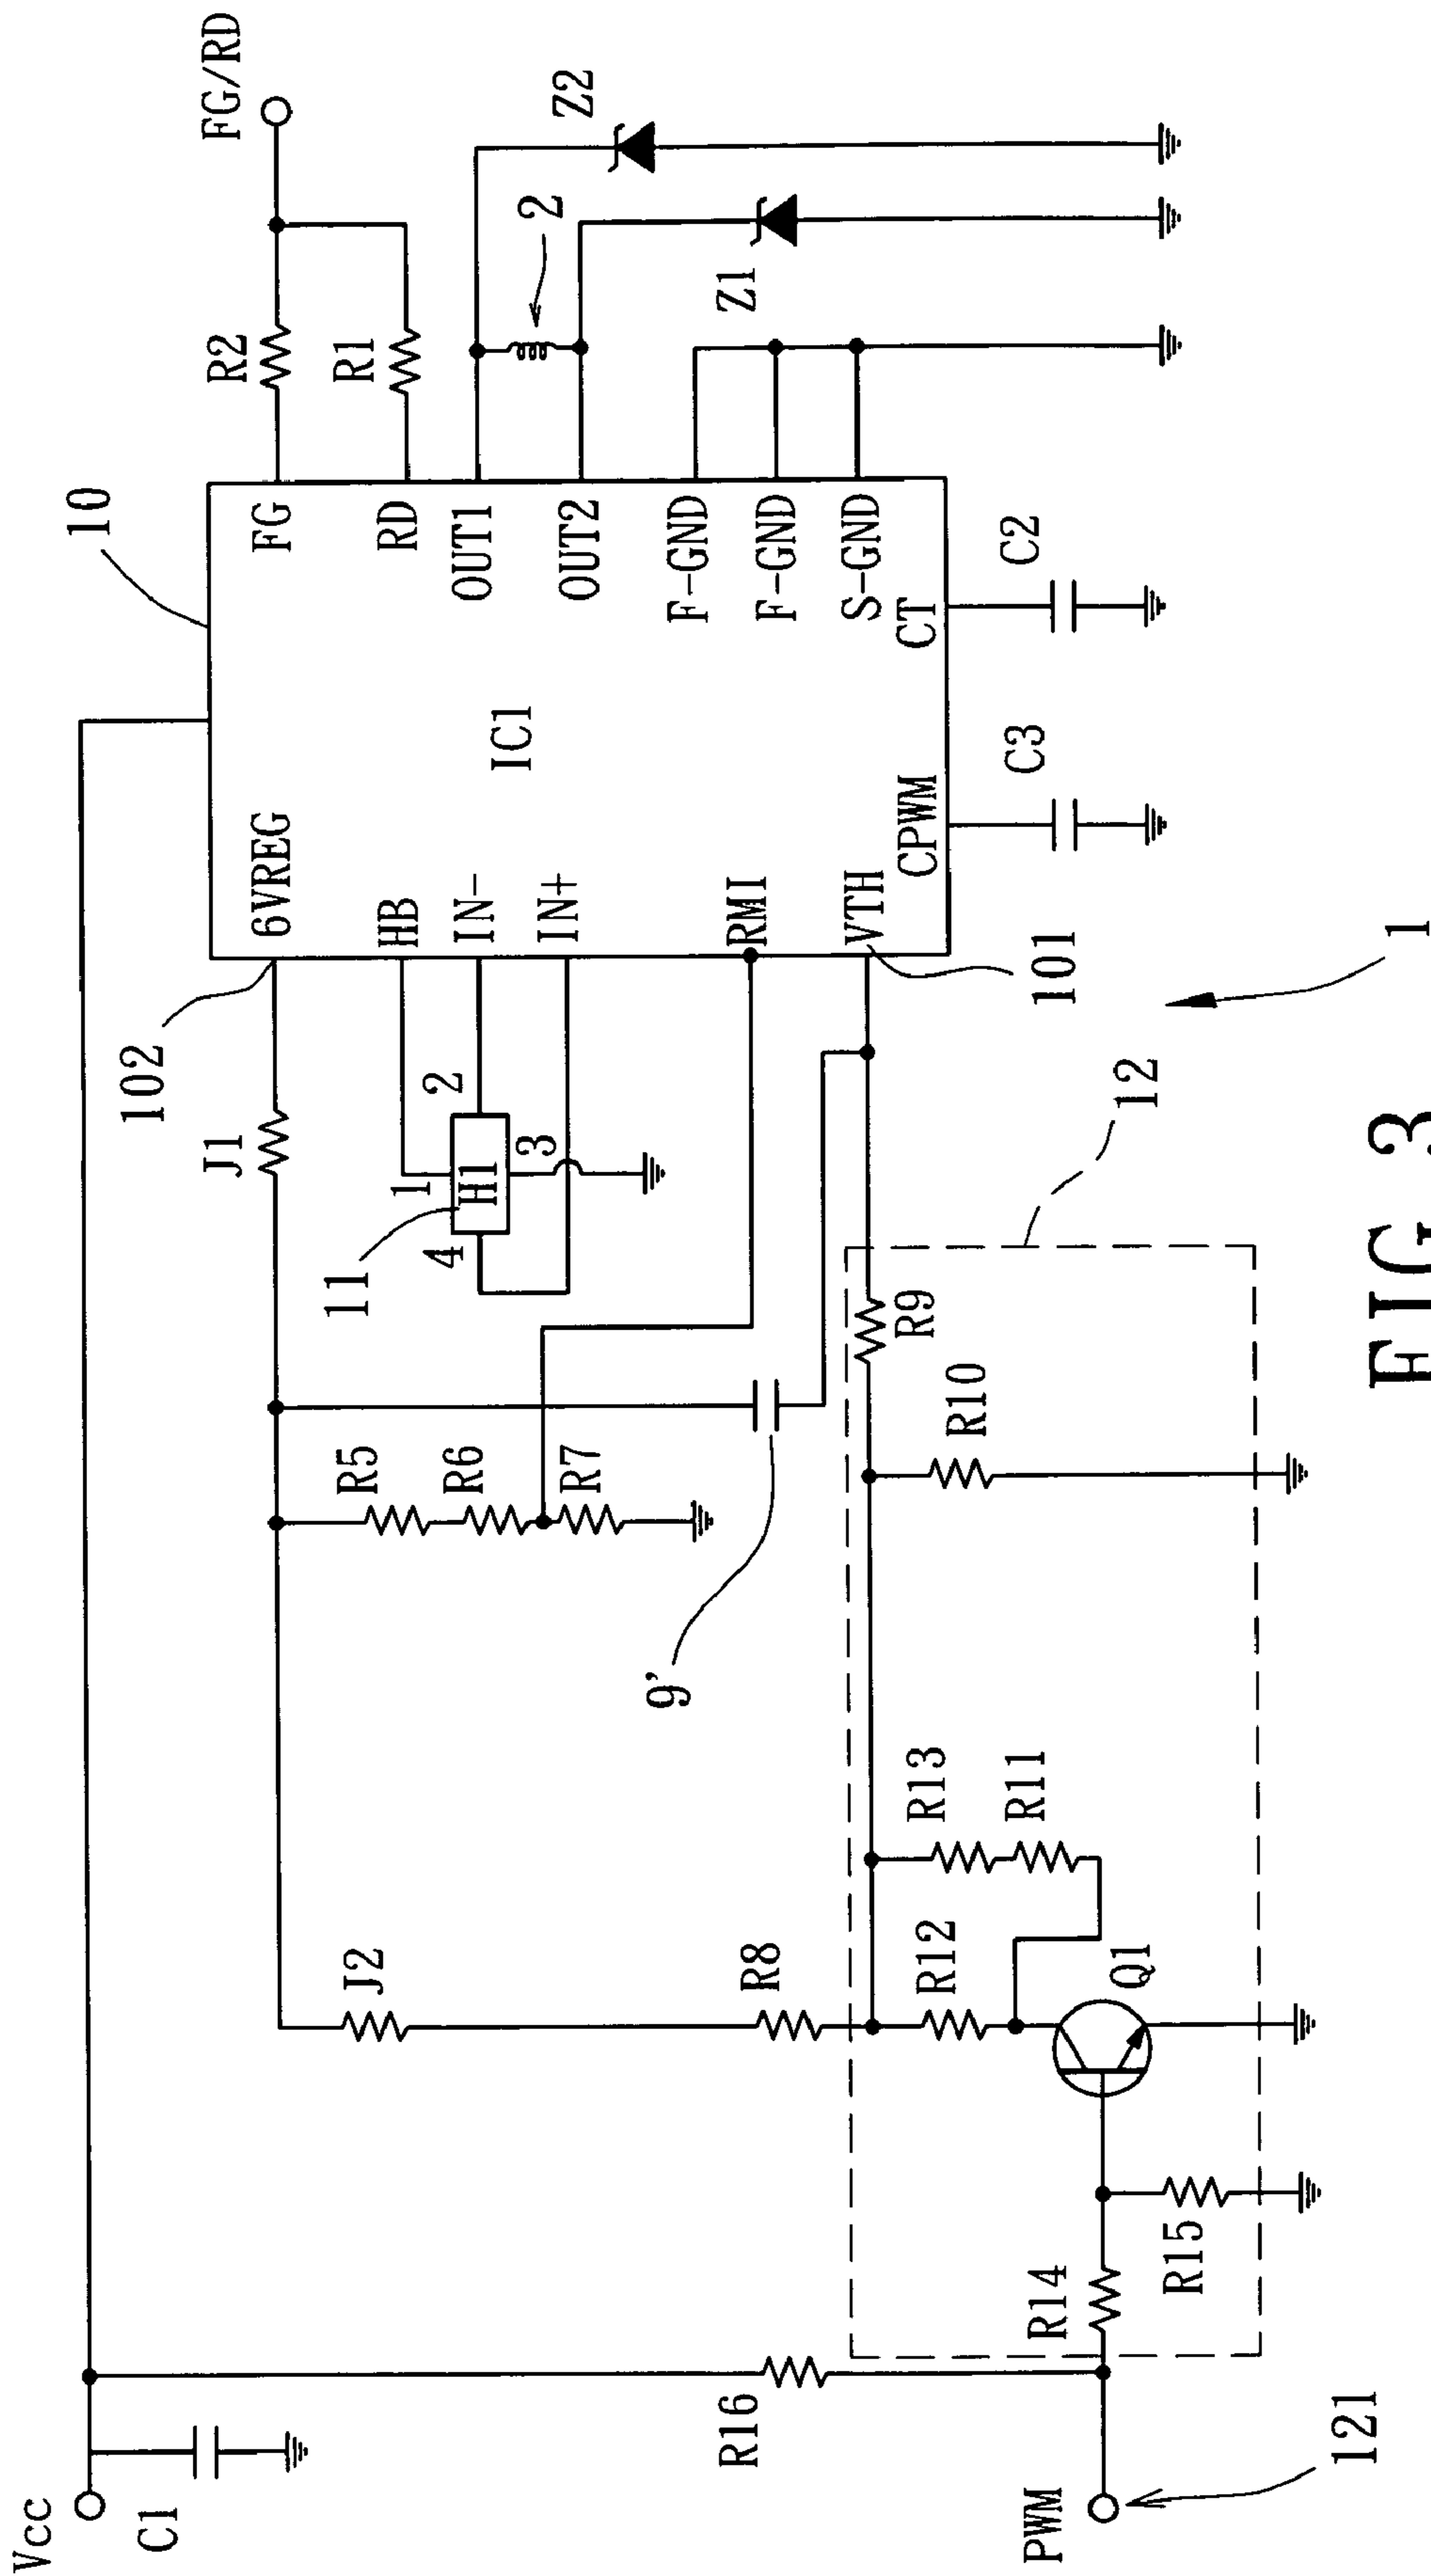 Vcc
C1
R16
PWM
121
R14
R15
Q1
R12
R13
R11
R8
J2
9'
R5
R6
R7
R10
R9
12
J1
102
11
H1
1
2
3
4
10
IC1
6VREG
HB
IN-
IN+
RMI
VTH
101
CPWM
CT
C3
C2
FG
RD
OUT1
OUT2
F-GND
F-GND
S-GND
R2
R1
FG/RD
2
Z1
Z2
1
FIG 3